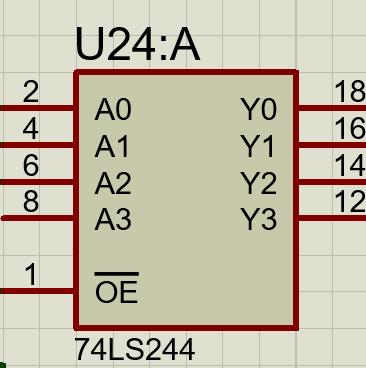 U24:A
2 A0 Y0 18
4 A1 Y1 16
6 A2 Y2 14
8 A3 Y3 12
1 O̅E̅
74LS244